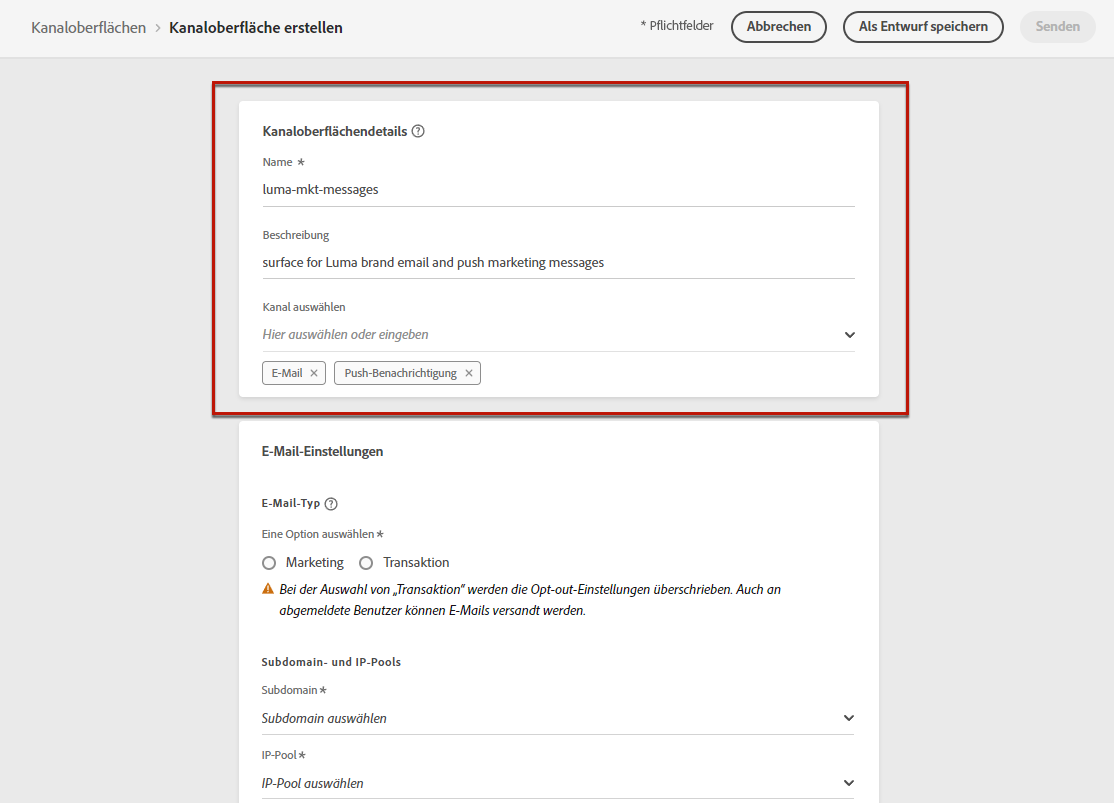 Kanaloberflächen > Kanaloberfläche erstellen
* Pflichtfelder
Abbrechen
Als Entwurf speichern
Senden
Kanaloberflächendetails ?
Name *
luma-mkt-messages
Beschreibung
surface for Luma brand email and push marketing messages
Kanal auswählen
Hier auswählen oder eingeben
E-Mail × Push-Benachrichtigung ×
E-Mail-Einstellungen
E-Mail-Typ ?
Eine Option auswählen *
Marketing Transaktion
Bei der Auswahl von „Transaktion“ werden die Opt-out-Einstellungen überschrieben. Auch an
abgemeldete Benutzer können E-Mails versandt werden.
Subdomain- und IP-Pools
Subdomain *
Subdomain auswählen
IP-Pool *
IP-Pool auswählen